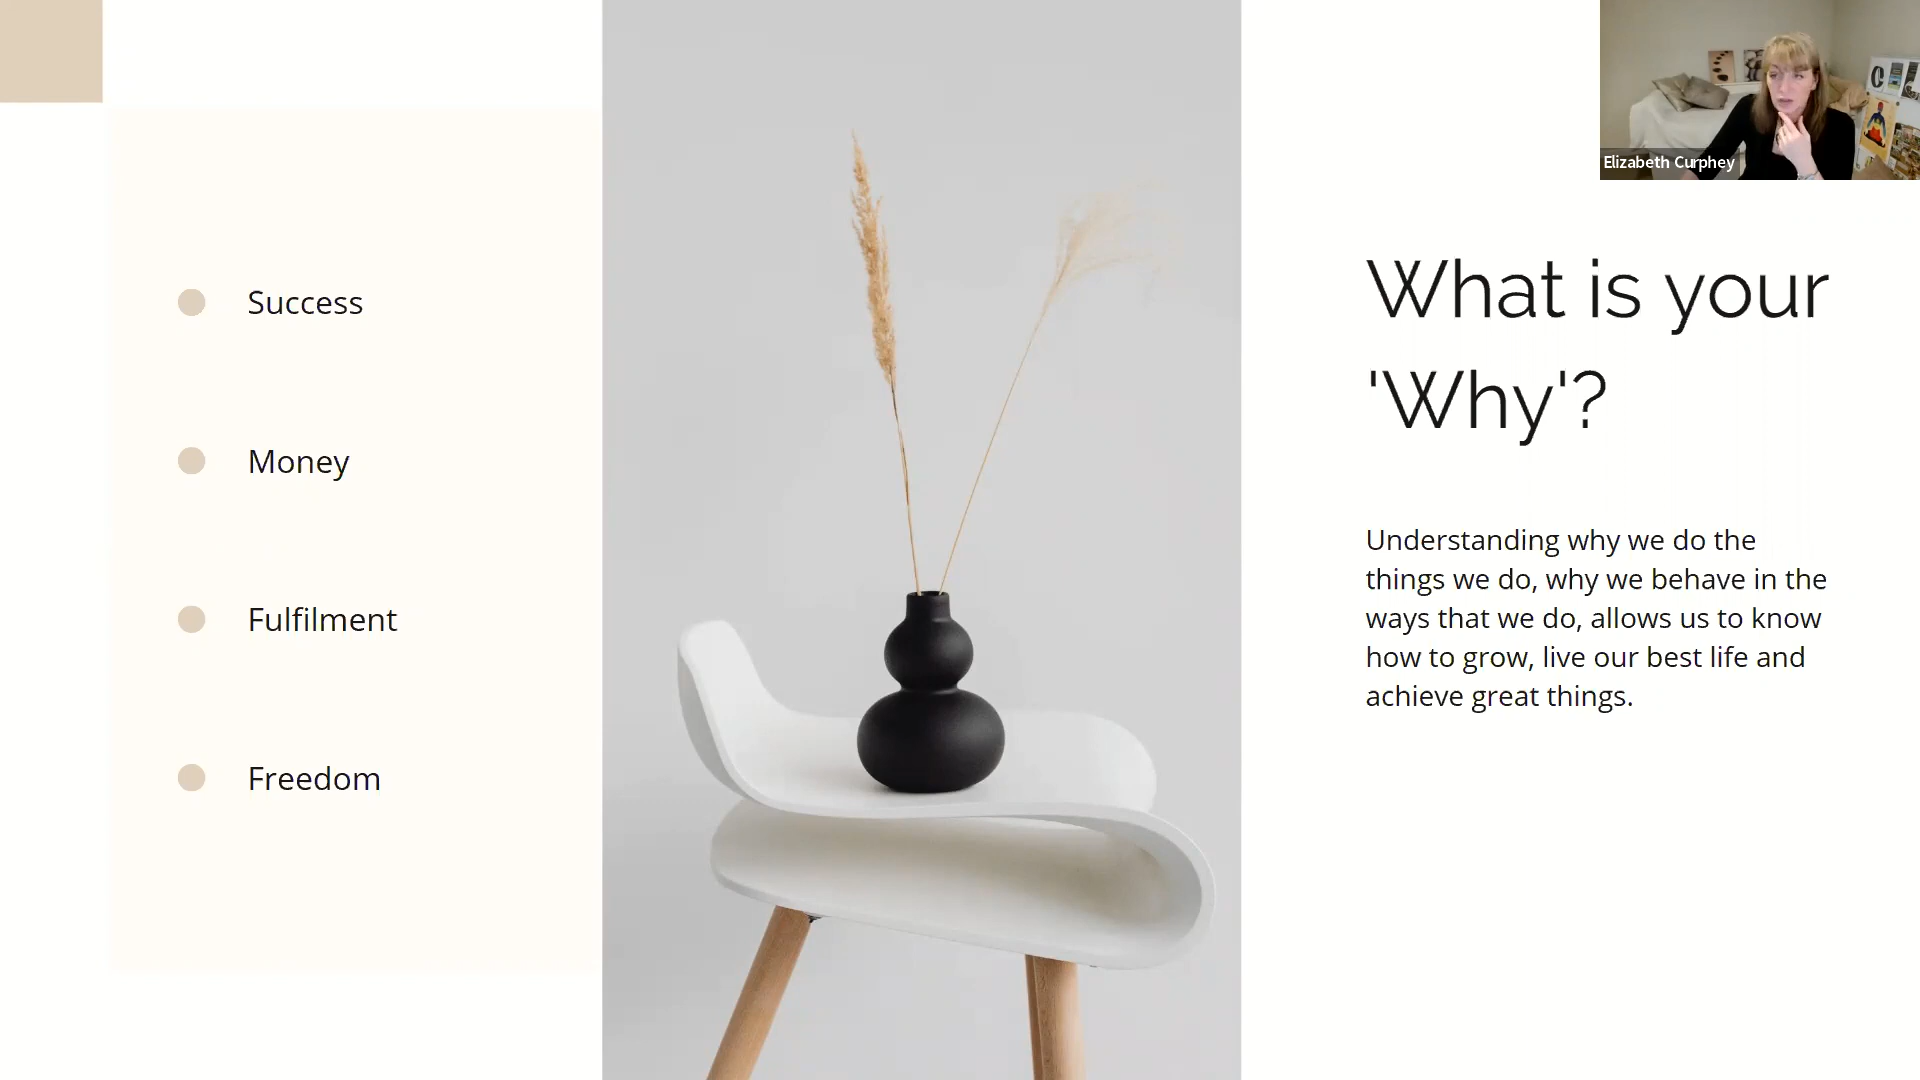 Success
Money
Fulfilment
Freedom
Elizabeth Curphey
What is your
'Why'?
Understanding why we do the
things we do, why we behave in the
ways that we do, allows us to know
how to grow, live our best life and
achieve great things.